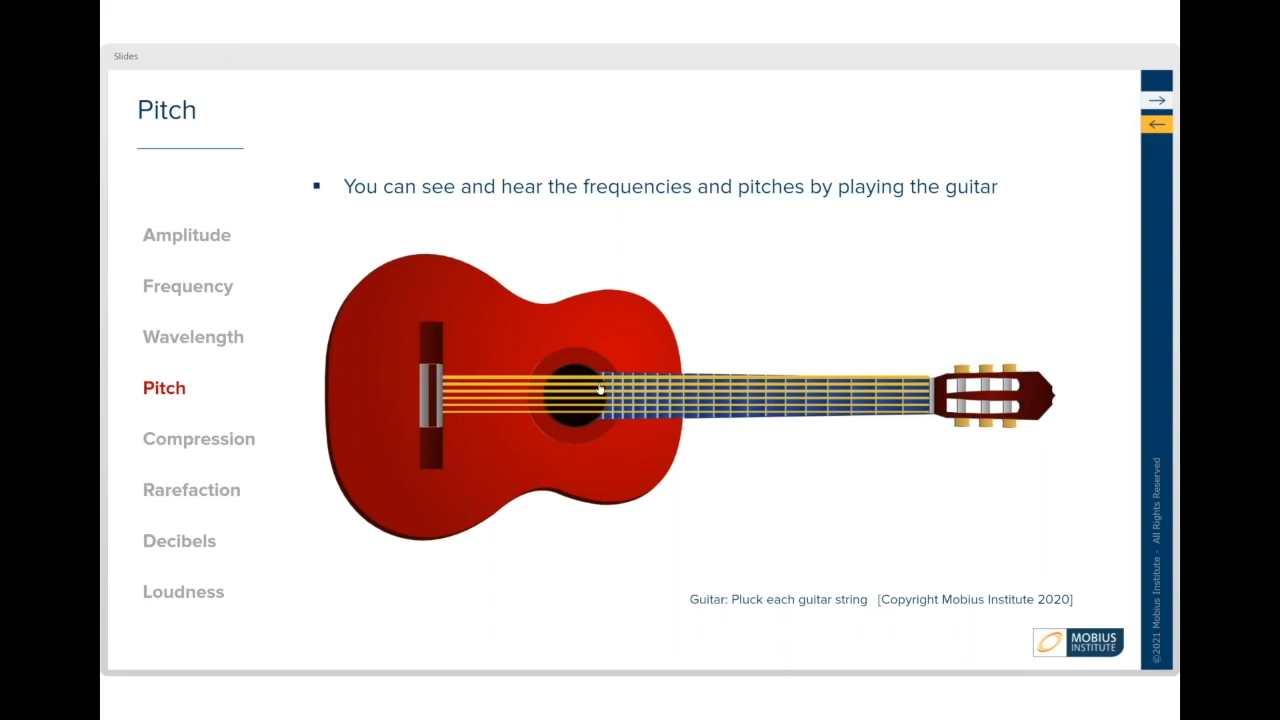 Slides
Pitch
▪ You can see and hear the frequencies and pitches by playing the guitar
Amplitude
Frequency
Wavelength
Pitch
Compression
Rarefaction
Decibels
Loudness
Guitar: Pluck each guitar string [Copyright Mobius Institute 2020]
MOBIUS
INSTITUTE
©2021 Mobius Institute - All Rights Reserved